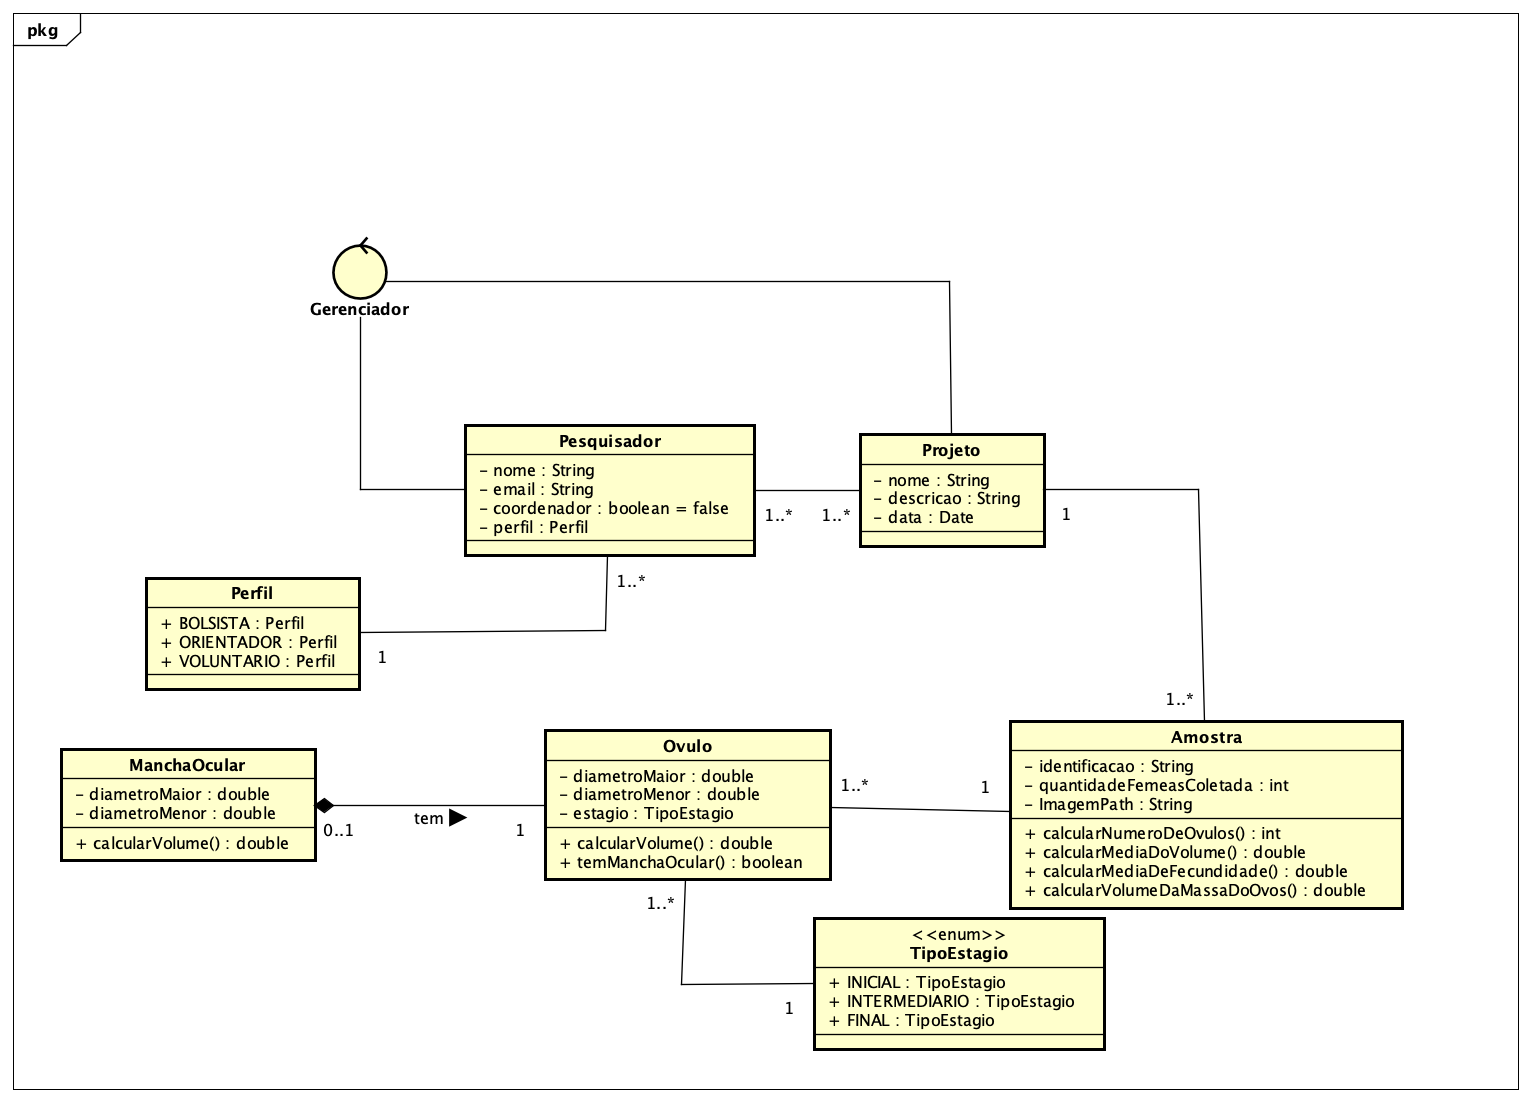 pkg
Gerenciador
Pesquisador
– nome : String
– email : String
– coordenador : boolean = false
– perfil : Perfil
1..*
1..*
Projeto
– nome : String
– descricao : String
– data : Date
1
1..*
Perfil
+ BOLSISTA : Perfil
+ ORIENTADOR : Perfil
+ VOLUNTARIO : Perfil
1
1..*
ManchaOcular
– diametroMaior : double
– diametroMenor : double
+ calcularVolume() : double
0..1
tem
1
Ovulo
– diametroMaior : double
– diametroMenor : double
– estagio : TipoEstagio
+ calcularVolume() : double
+ temManchaOcular() : boolean
1..*
1
Amostra
– identificacao : String
– quantidadeFemeasColetada : int
– ImagemPath : String
+ calcularNumeroDeOvulos() : int
+ calcularMediaDoVolume() : double
+ calcularMediaDeFecundidade() : double
+ calcularVolumeDaMassaDoOvos() : double
1..*
1
<<enum>>
TipoEstagio
+ INICIAL : TipoEstagio
+ INTERMEDIARIO : TipoEstagio
+ FINAL : TipoEstagio